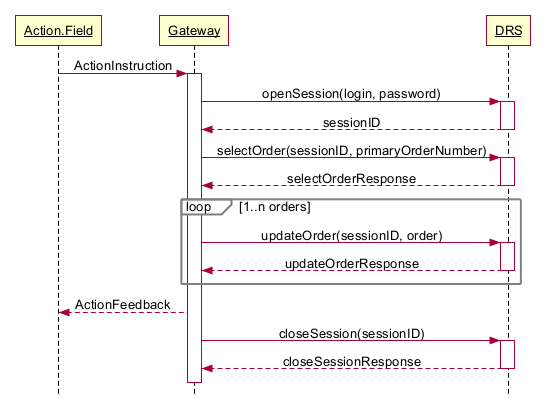 Action.Field
Gateway
DRS
ActionInstruction
openSession(login, password)
sessionID
selectOrder(sessionID, primaryOrderNumber)
selectOrderResponse
loop [1..n orders]
updateOrder(sessionID, order)
updateOrderResponse
ActionFeedback
closeSession(sessionID)
closeSessionResponse